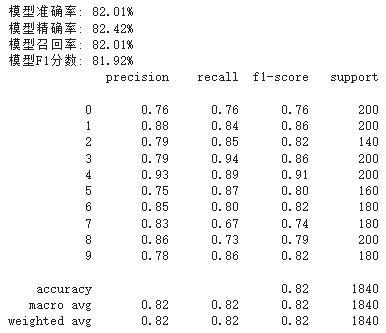 模型准确率: 82.01%
模型精确率: 82.42%
模型召回率: 82.01%
模型F1分数: 81.92%
precision recall f1-score support
0 0.76 0.76 0.76 200
1 0.88 0.84 0.86 200
2 0.79 0.85 0.82 140
3 0.79 0.94 0.86 200
4 0.93 0.89 0.91 200
5 0.75 0.87 0.80 160
6 0.85 0.80 0.82 180
7 0.83 0.67 0.74 180
8 0.86 0.73 0.79 200
9 0.78 0.86 0.82 180
accuracy 0.82 1840
macro avg 0.82 0.82 0.82 1840
weighted avg 0.82 0.82 0.82 1840